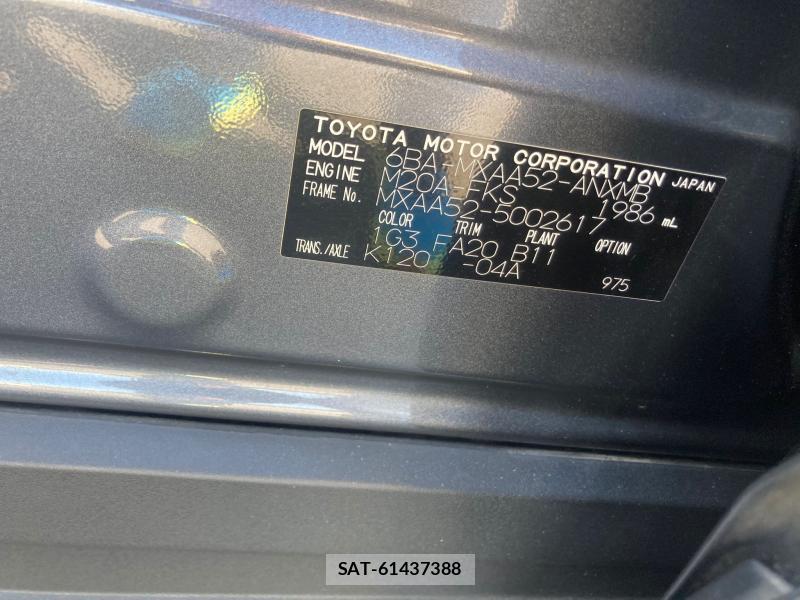 TOYOTA MOTOR CORPORATION JAPAN
MODEL 6BA-MXAA52-ANXMB
ENGINE M20A-FKS 1986 mL
FRAME No. MXAA52-5002617
COLOR TRIM PLANT OPTION
1G3 FA20 B11
TRANS./AXLE K120 -04A 975
SAT-61437388